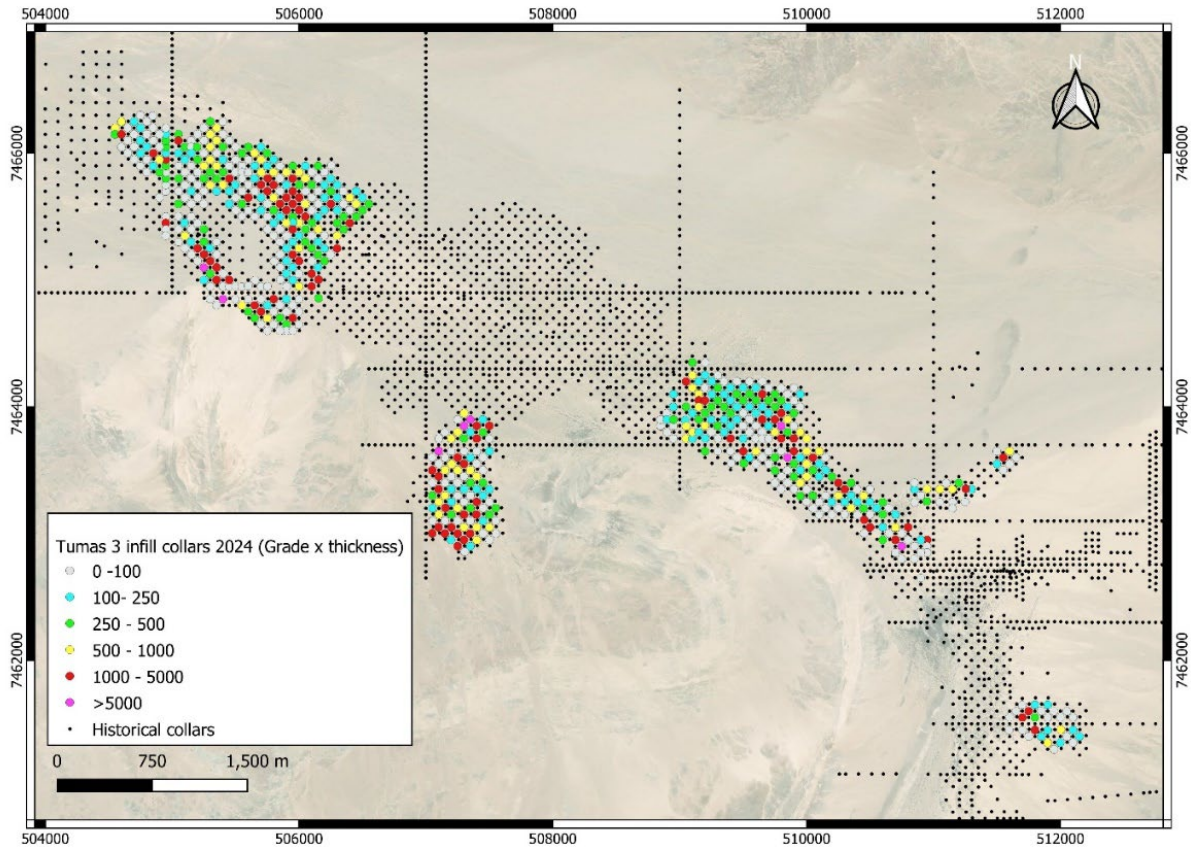 504000 506000 508000 510000 512000
N
7466000 7466000
7464000 7464000
7462000 7462000
Tumas 3 infill collars 2024 (Grade x thickness)
0 -100
100- 250
250 - 500
500 - 1000
1000 - 5000
>5000
Historical collars
0 750 1,500 m
504000 506000 508000 510000 512000